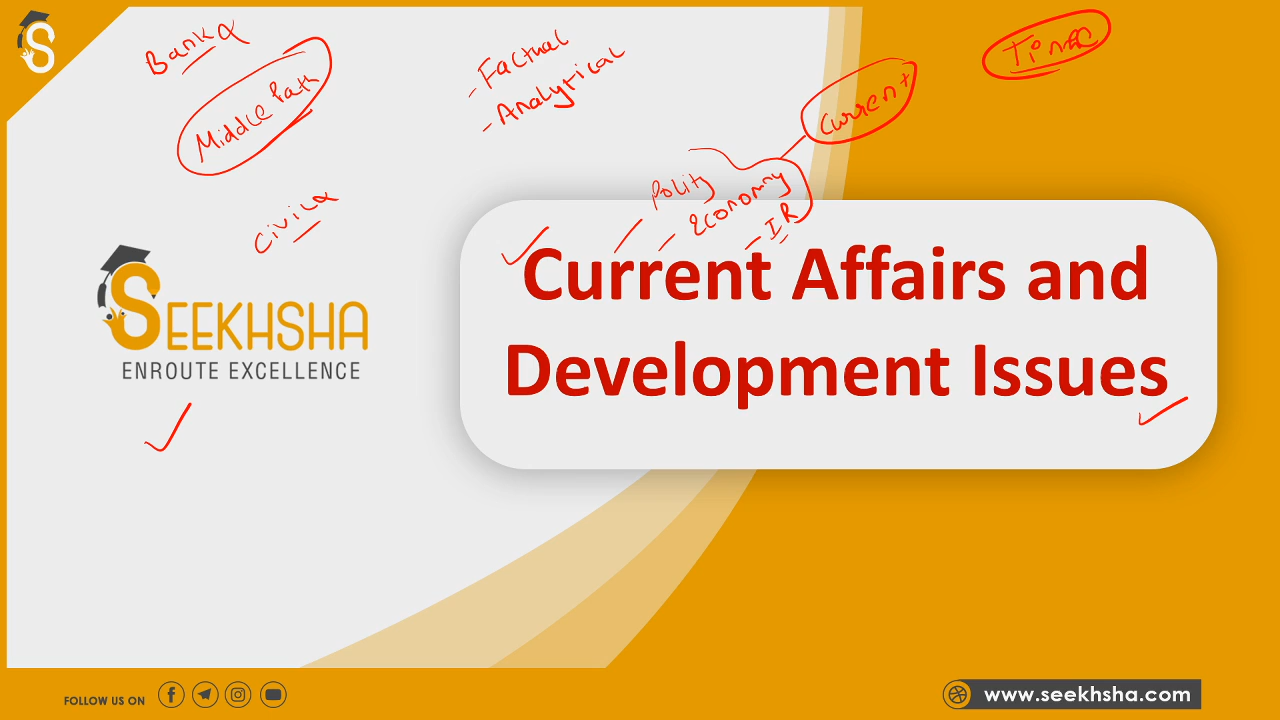 Banks
Middle Path
Civils
- Factual
- Analytical
Current
Polity
- Economy
- IR
SEEKHSHA
ENROUTE EXCELLENCE
Current Affairs and
Development Issues
FOLLOW US ON
www.seekhsha.com